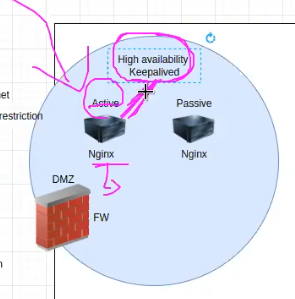 High availability
Keepalived
Active
Passive
Nginx
Nginx
DMZ
FW
et
restriction
n